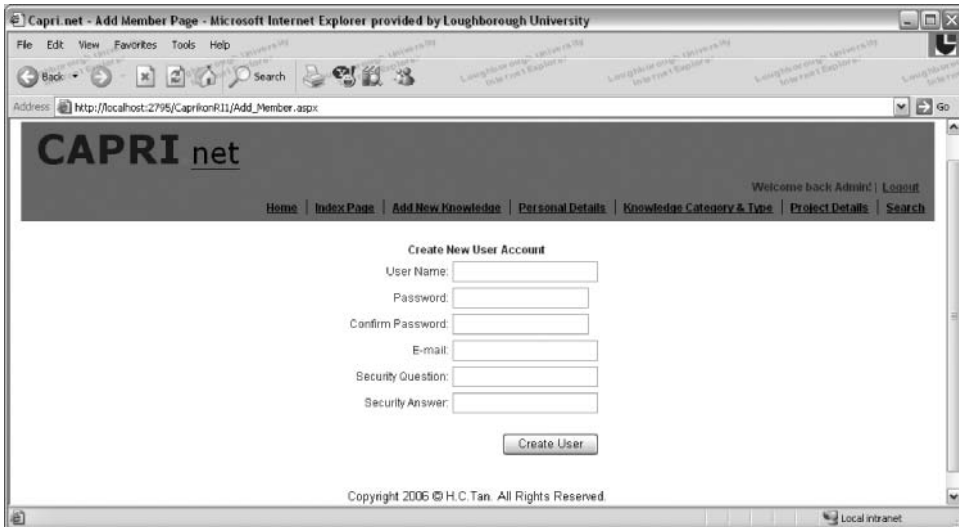 Capri.net - Add Member Page - Microsoft Internet Explorer provided by Loughborough University
File Edit View Favorites Tools Help
Back Search
Address http://localhost:2795/CaprikonRI1/Add_Member.aspx Go
CAPRI net
Welcome back Admin! | Logout
Home | Index Page | Add New Knowledge | Personal Details | Knowledge Category & Type | Project Details | Search
Create New User Account
User Name:
Password:
Confirm Password:
E-mail:
Security Question:
Security Answer:
Create User
Copyright 2006 © H.C.Tan. All Rights Reserved.
Local intranet